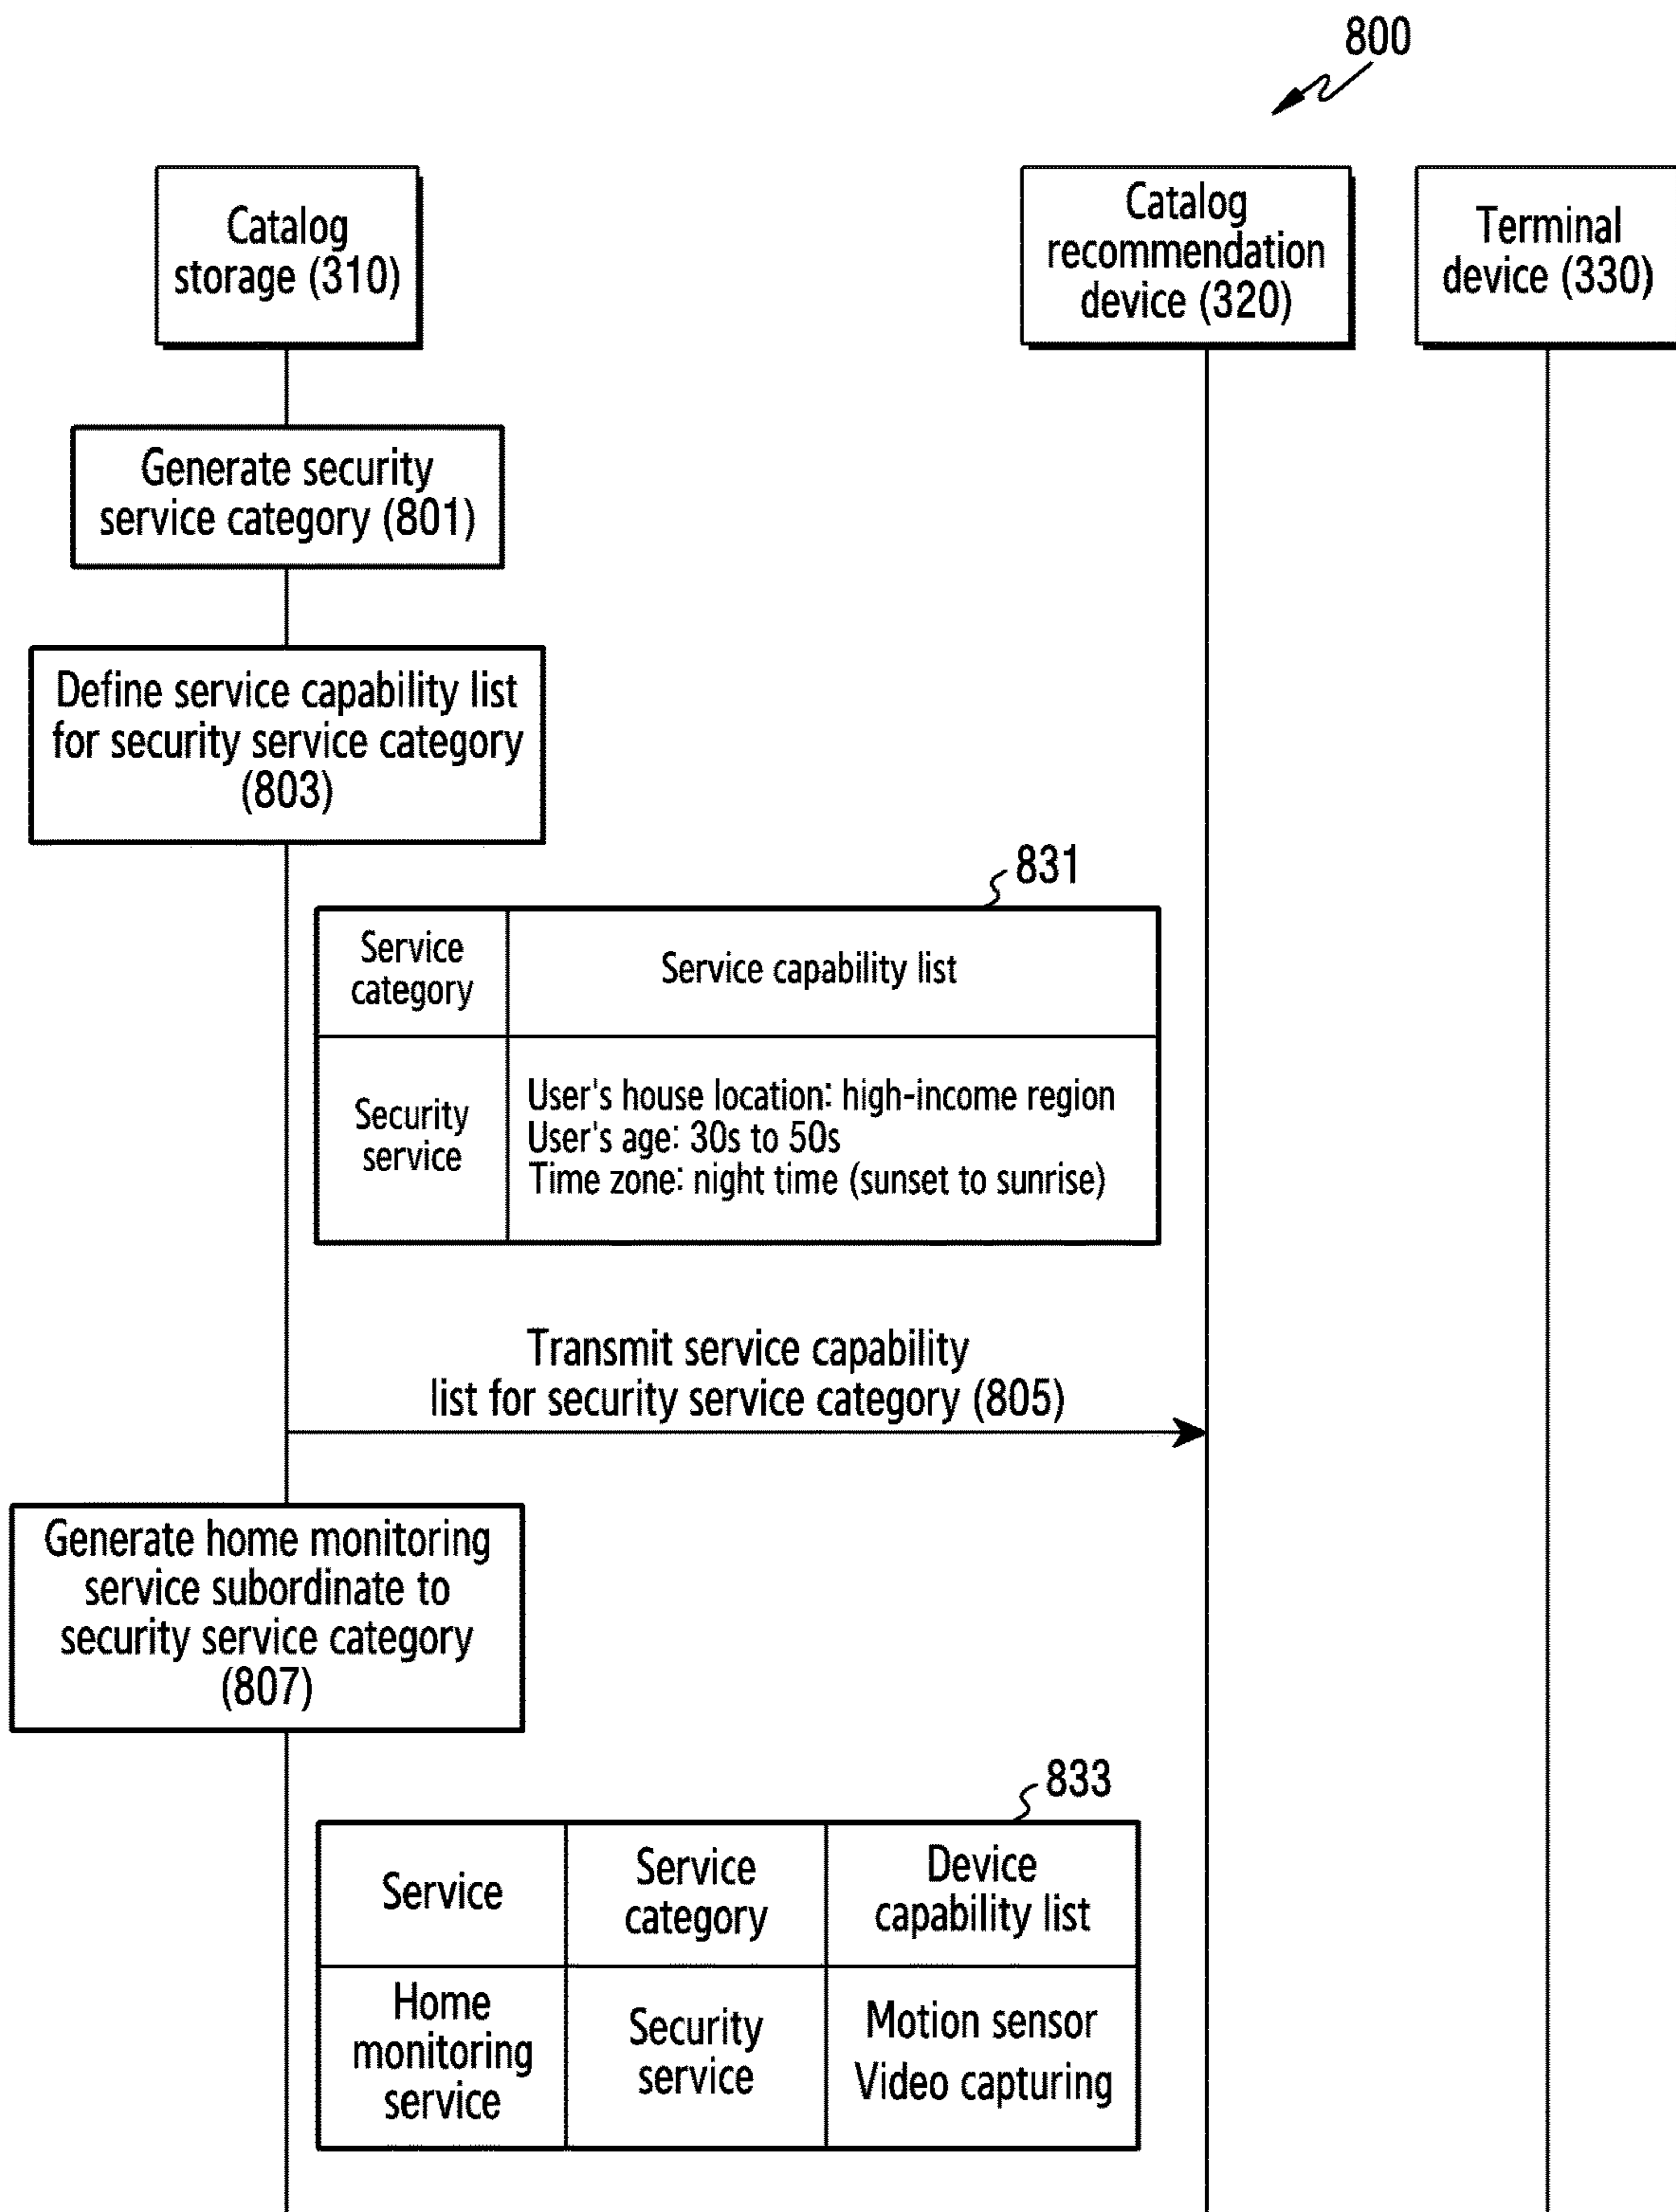 800
Catalog
storage (310)
Catalog
recommendation
device (320)
Terminal
device (330)
Generate security
service category (801)
Define service capability list
for security service category
(803)
831
Service
category
Service capability list
Security
service
User's house location: high-income region
User's age: 30s to 50s
Time zone: night time (sunset to sunrise)
Transmit service capability
list for security service category (805)
Generate home monitoring
service subordinate to
security service category
(807)
833
Service
Service
category
Device
capability list
Home
monitoring
service
Security
service
Motion sensor
Video capturing